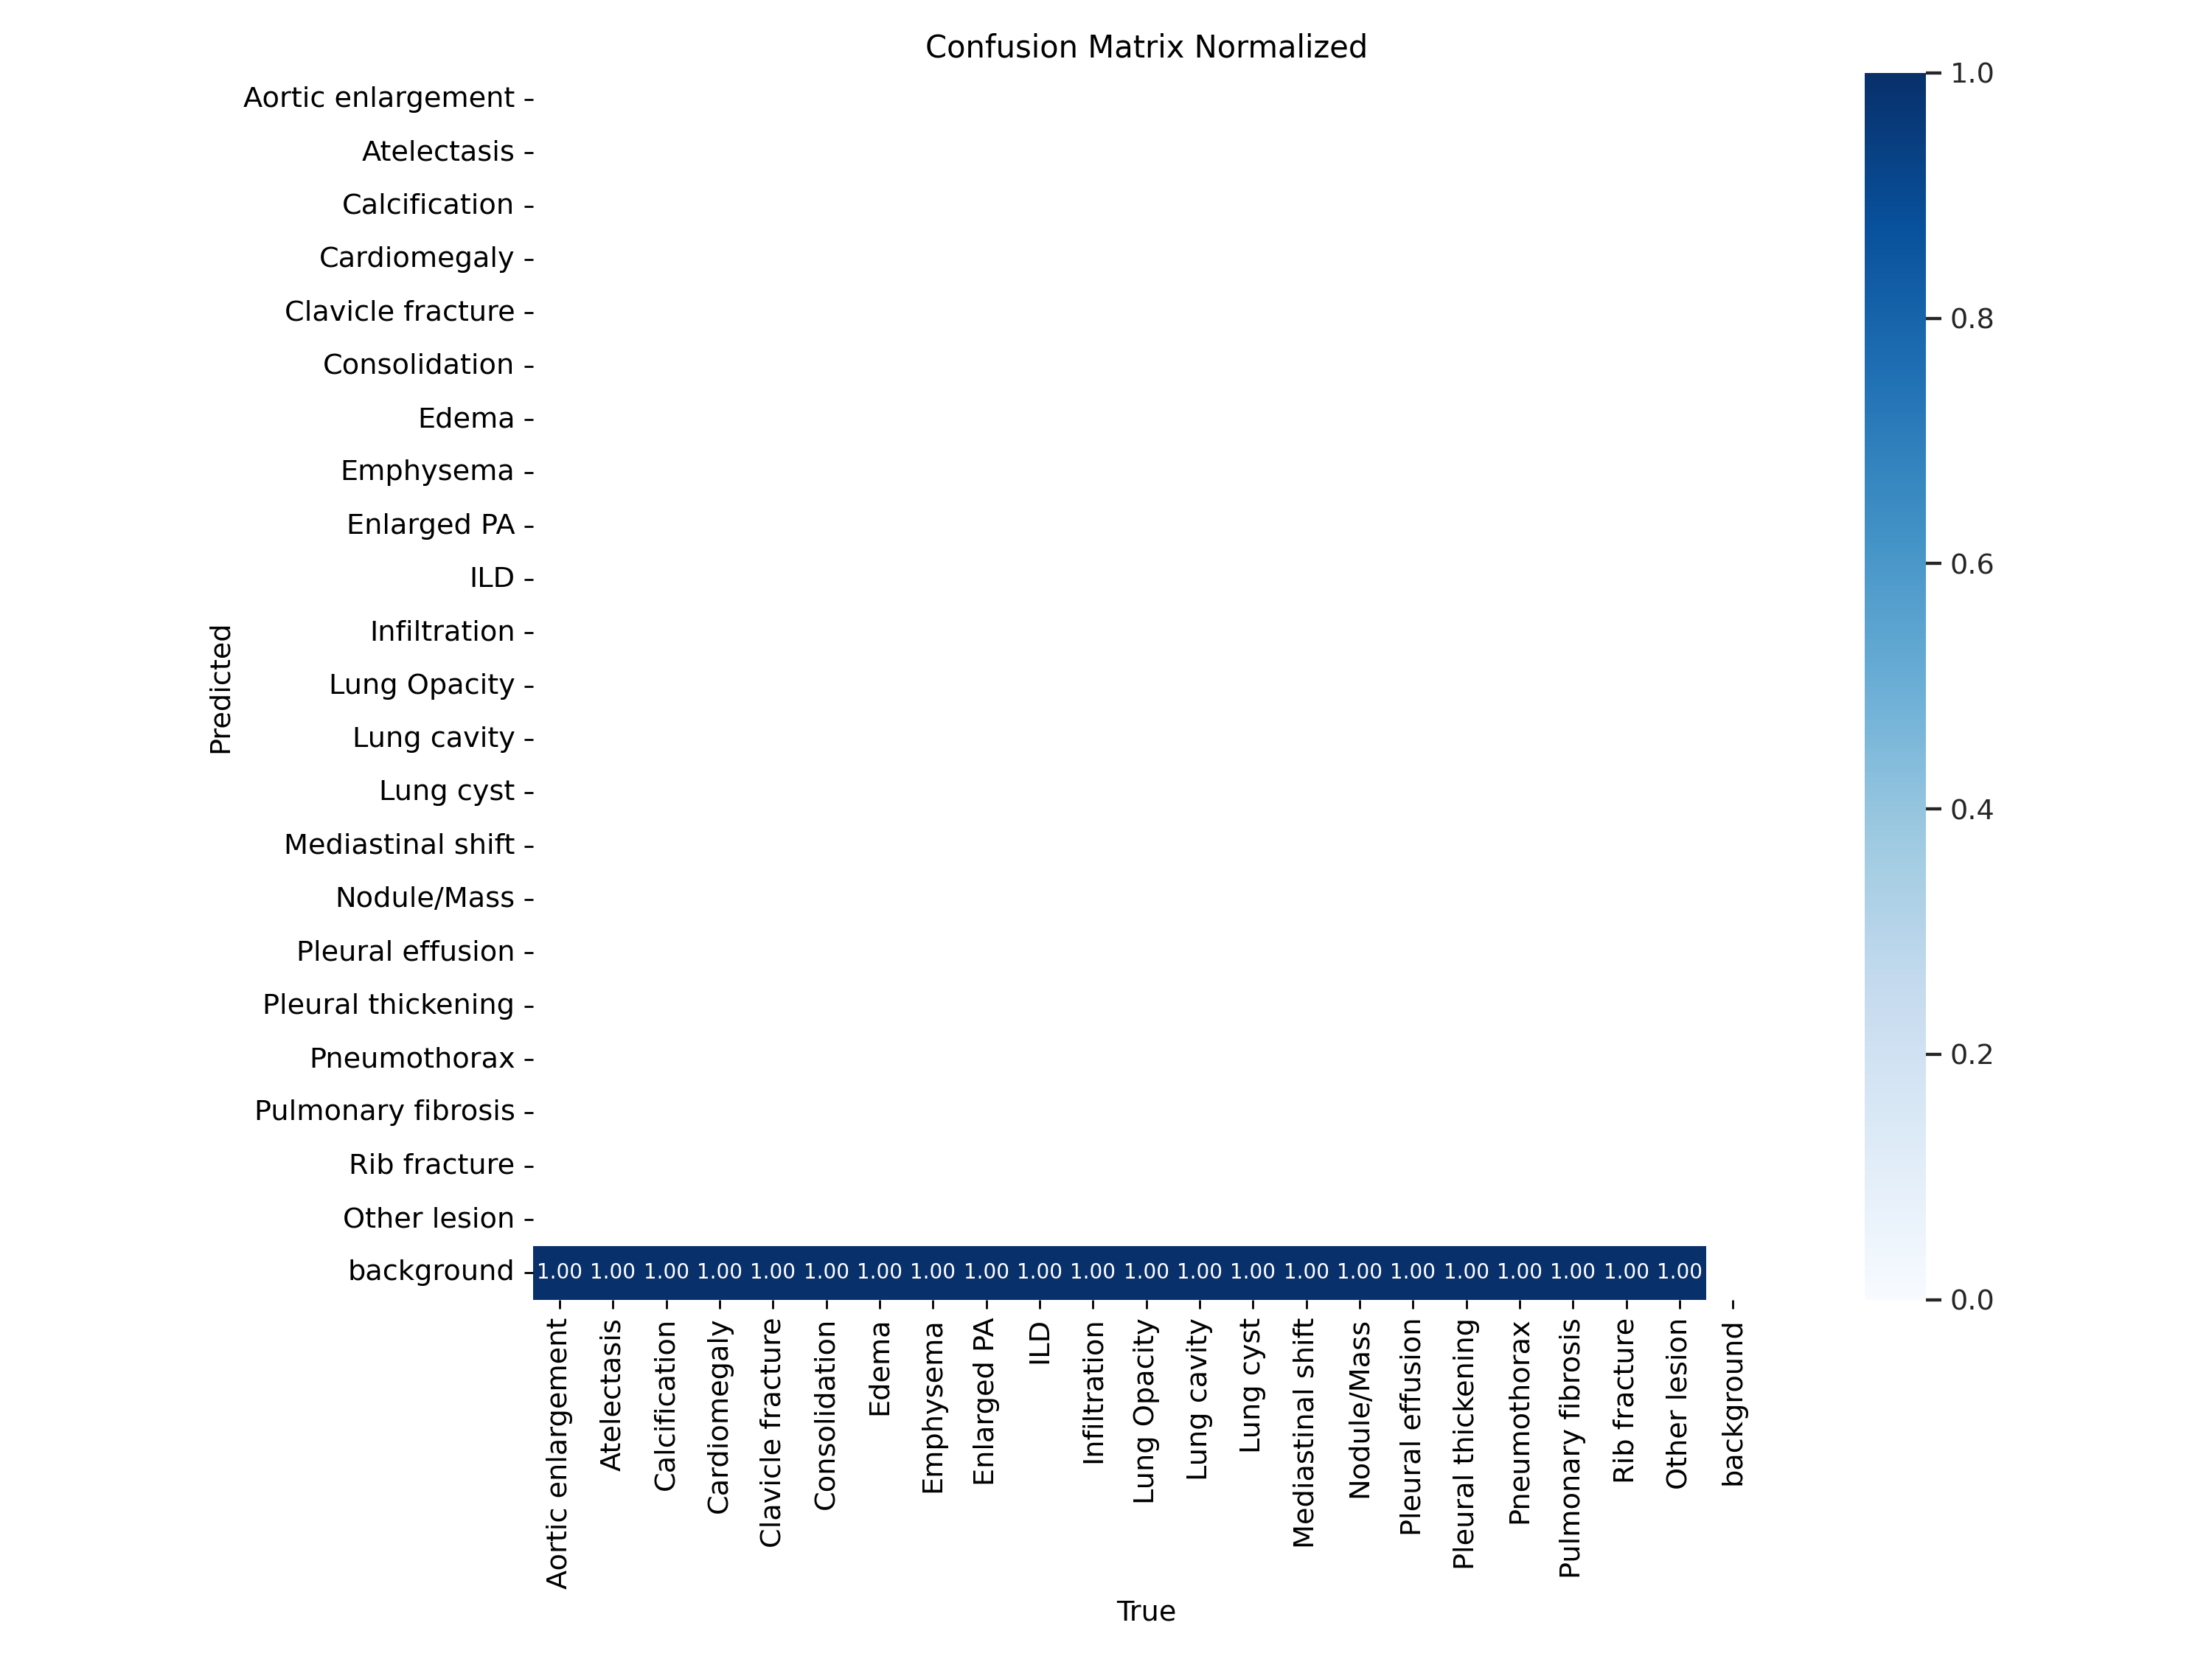 Confusion Matrix Normalized
Aortic enlargement
Atelectasis
Calcification
Cardiomegaly
Clavicle fracture
Consolidation
Edema
Emphysema
Enlarged PA
ILD
Infiltration
Lung Opacity
Lung cavity
Lung cyst
Mediastinal shift
Nodule/Mass
Pleural effusion
Pleural thickening
Pneumothorax
Pulmonary fibrosis
Rib fracture
Other lesion
background
Predicted
1.00 1.00 1.00 1.00 1.00 1.00 1.00 1.00 1.00 1.00 1.00 1.00 1.00 1.00 1.00 1.00 1.00 1.00 1.00 1.00 1.00 1.00
Aortic enlargement
Atelectasis
Calcification
Cardiomegaly
Clavicle fracture
Consolidation
Edema
Emphysema
Enlarged PA
ILD
Infiltration
Lung Opacity
Lung cavity
Lung cyst
Mediastinal shift
Nodule/Mass
Pleural effusion
Pleural thickening
Pneumothorax
Pulmonary fibrosis
Rib fracture
Other lesion
background
True
1.0
0.8
0.6
0.4
0.2
0.0